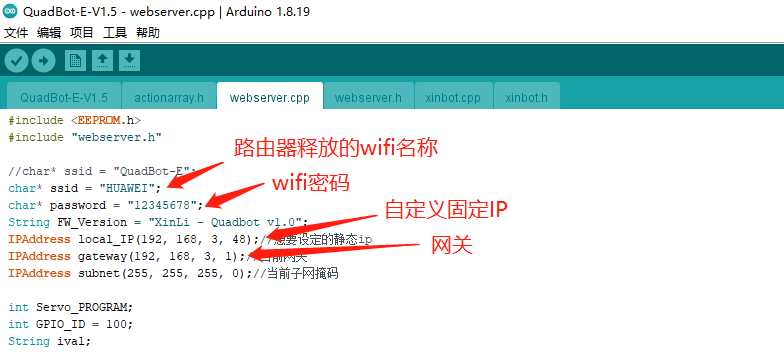 QuadBot-E-V1.5 - webserver.cpp | Arduino 1.8.19
文件 编辑 项目 工具 帮助
QuadBot-E-V1.5 actionarray.h webserver.cpp webserver.h xinbot.cpp xinbot.h
#include <EEPROM.h>
#include "webserver.h"
路由器释放的wifi名称
//char* ssid = "QuadBot-E";
char* ssid = "HUAWEI";
wifi密码
char* password = "12345678";
自定义固定IP
String FW_Version = "XinLi - Quadbot v1.0";
IPAddress local_IP(192, 168, 3, 48);//想要设定的静态ip
网关
IPAddress gateway(192, 168, 3, 1);//当前网关
IPAddress subnet(255, 255, 255, 0);//当前子网掩码
int Servo_PROGRAM;
int GPIO_ID = 100;
String ival;